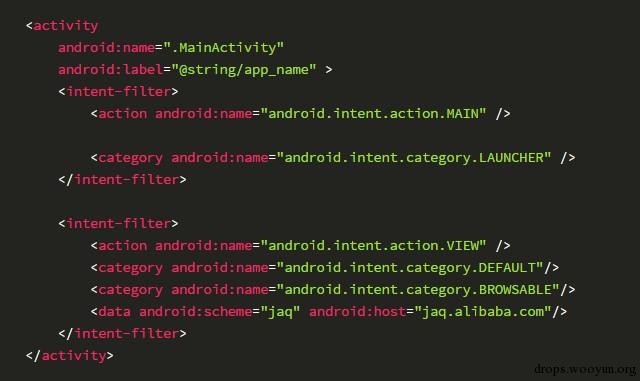 <activity
    android:name=".MainActivity"
    android:label="@string/app_name" >
    <intent-filter>
        <action android:name="android.intent.action.MAIN" />
        <category android:name="android.intent.category.LAUNCHER" />
    </intent-filter>
    <intent-filter>
        <action android:name="android.intent.action.VIEW" />
        <category android:name="android.intent.category.DEFAULT"/>
        <category android:name="android.intent.category.BROWSABLE"/>
        <data android:scheme="jaq" android:host="jaq.alibaba.com"/>
    </intent-filter>
</activity>
drops.wooyun.org